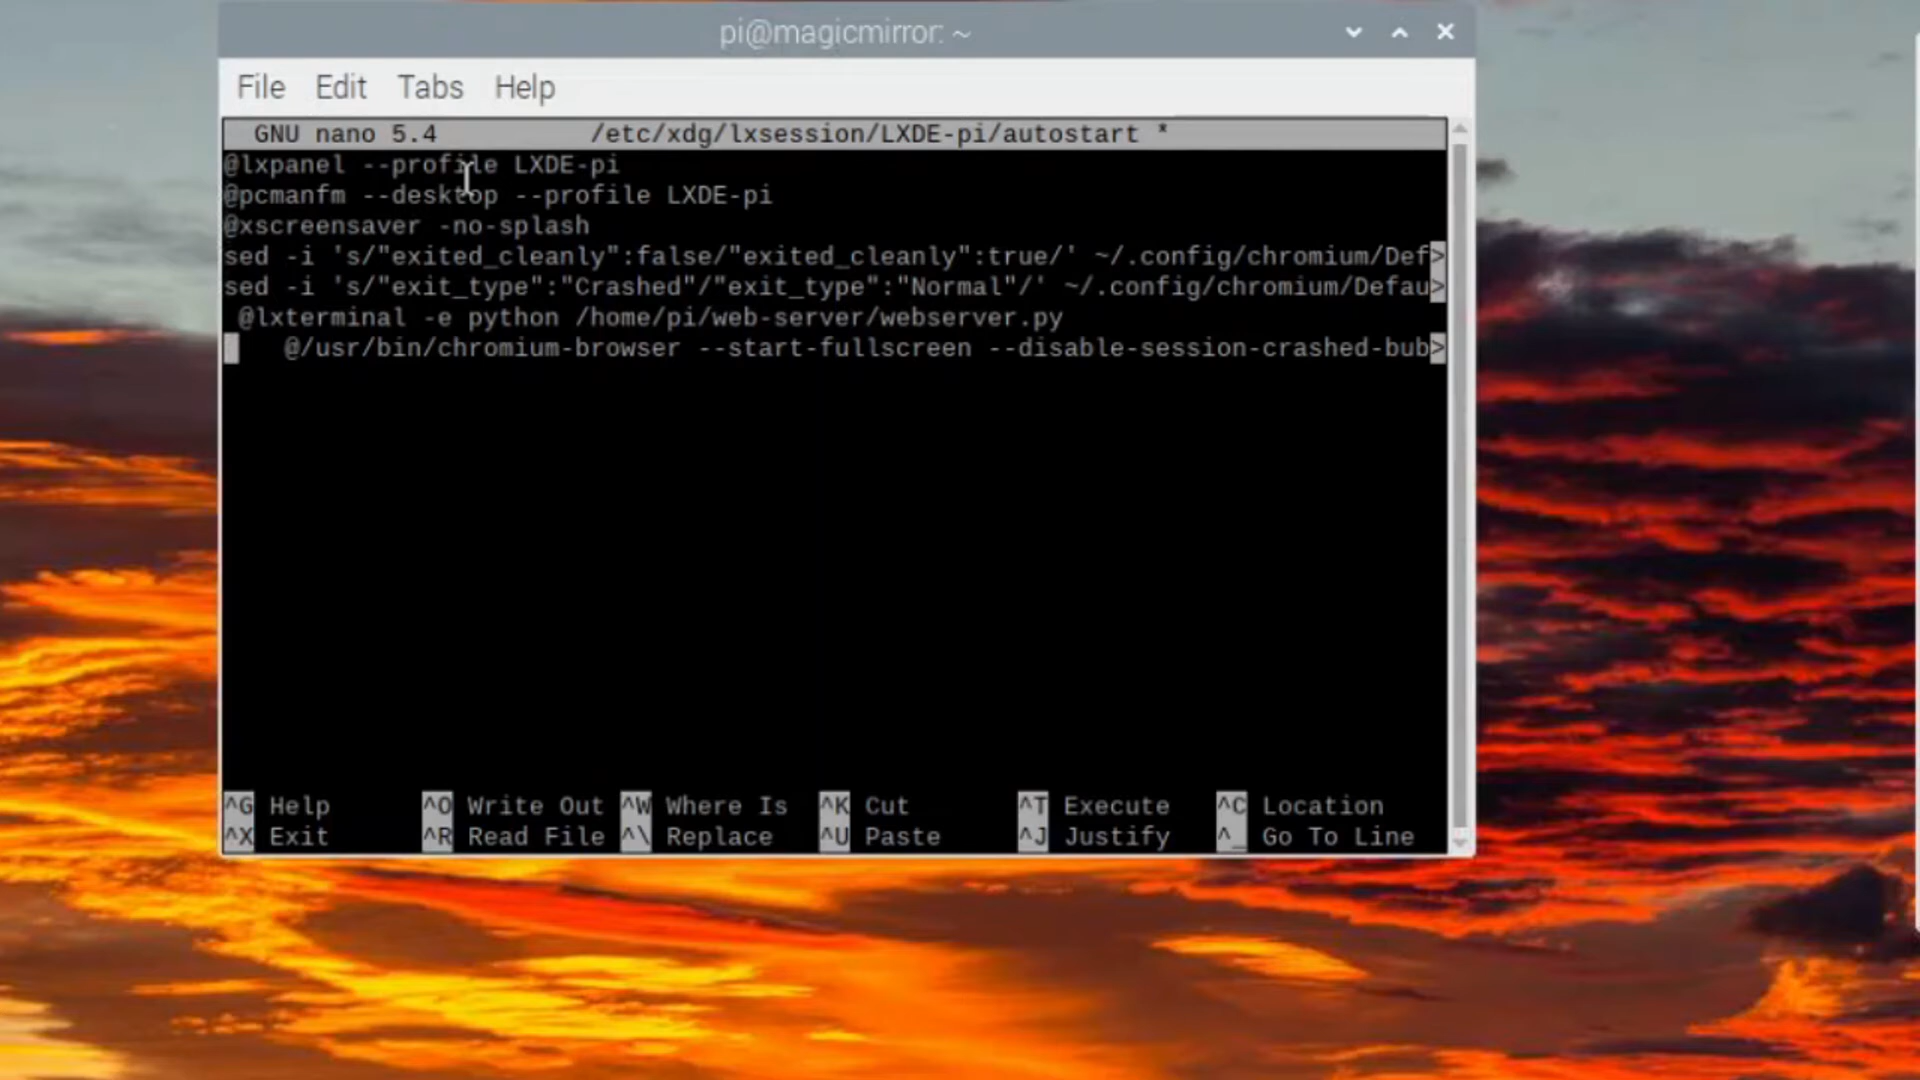 pi@magicmirror: ~
File Edit Tabs Help
GNU nano 5.4 /etc/xdg/lxsession/LXDE-pi/autostart *
@lxpanel --profile LXDE-pi
@pcmanfm --desktop --profile LXDE-pi
@xscreensaver -no-splash
sed -i 's/"exited_cleanly":false/"exited_cleanly":true/' ~/.config/chromium/Def>
sed -i 's/"exit_type":"Crashed"/"exit_type":"Normal"/' ~/.config/chromium/Defau>
@lxterminal -e python /home/pi/web-server/webserver.py
@/usr/bin/chromium-browser --start-fullscreen --disable-session-crashed-bub>
^G Help ^O Write Out ^W Where Is ^K Cut ^T Execute ^C Location
^X Exit ^R Read File ^\ Replace ^U Paste ^J Justify ^_ Go To Line